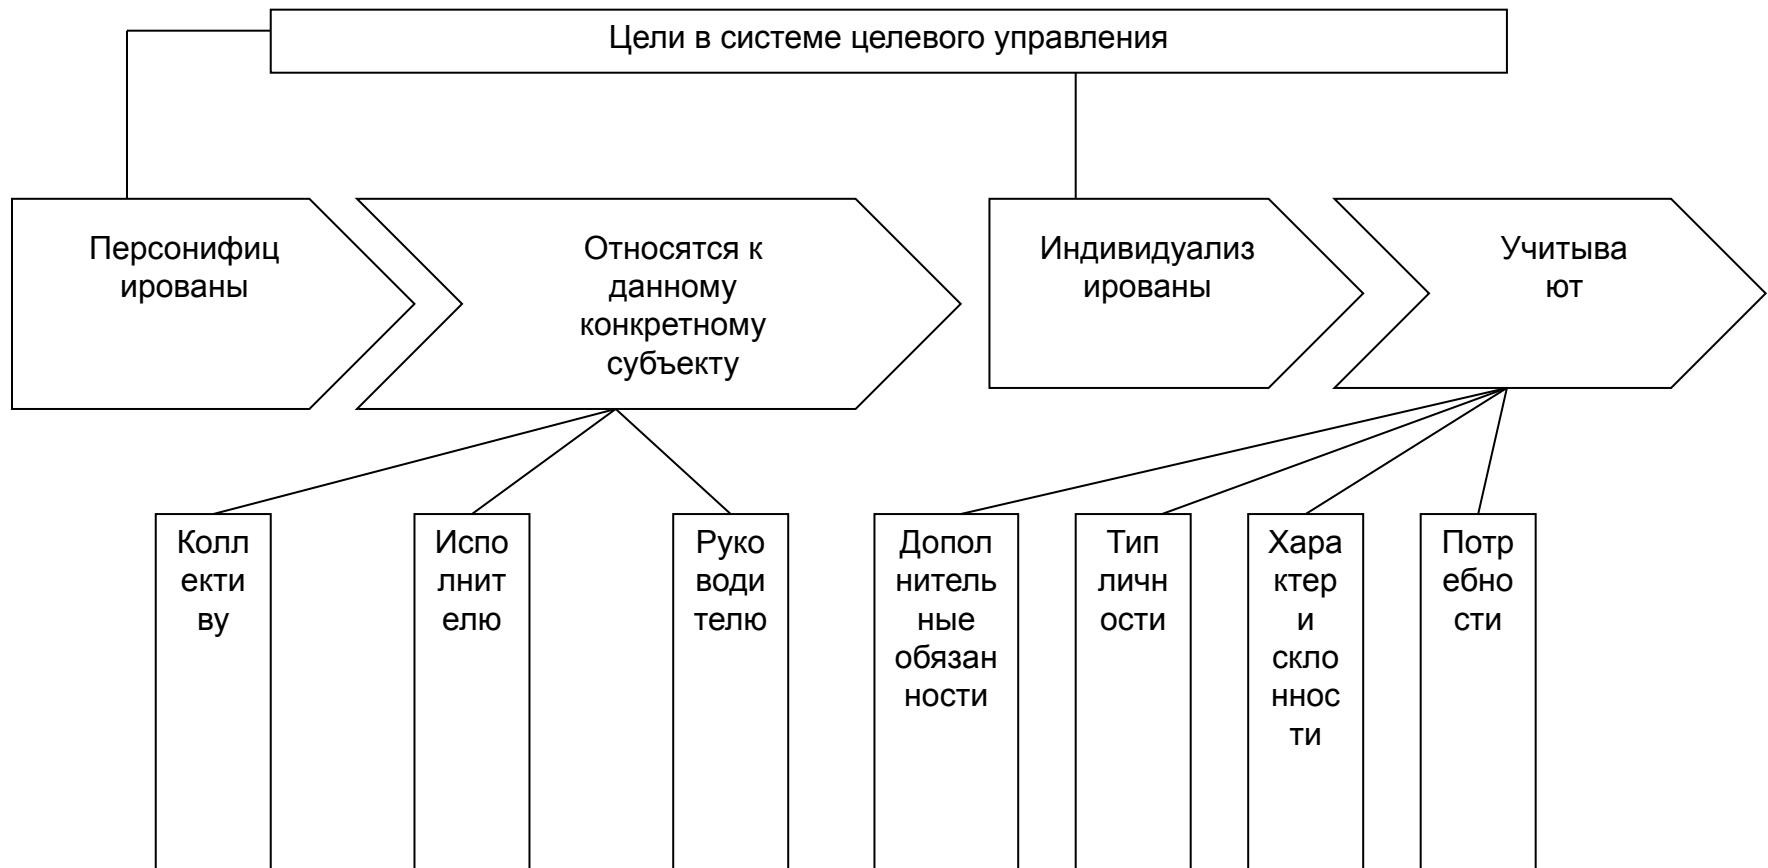 Цели в системе целевого управления
Персонифиц
ированы
Относятся к
данному
конкретному
субъекту
Индивидуализ
ированы
Учитыва
ют
Колл
екти
ву
Испо
лнит
елю
Руко
води
телю
Допол
нитель
ные
обязан
ности
Тип
личн
ости
Хара
ктер
и
скло
ннос
ти
Потр
ебно
сти